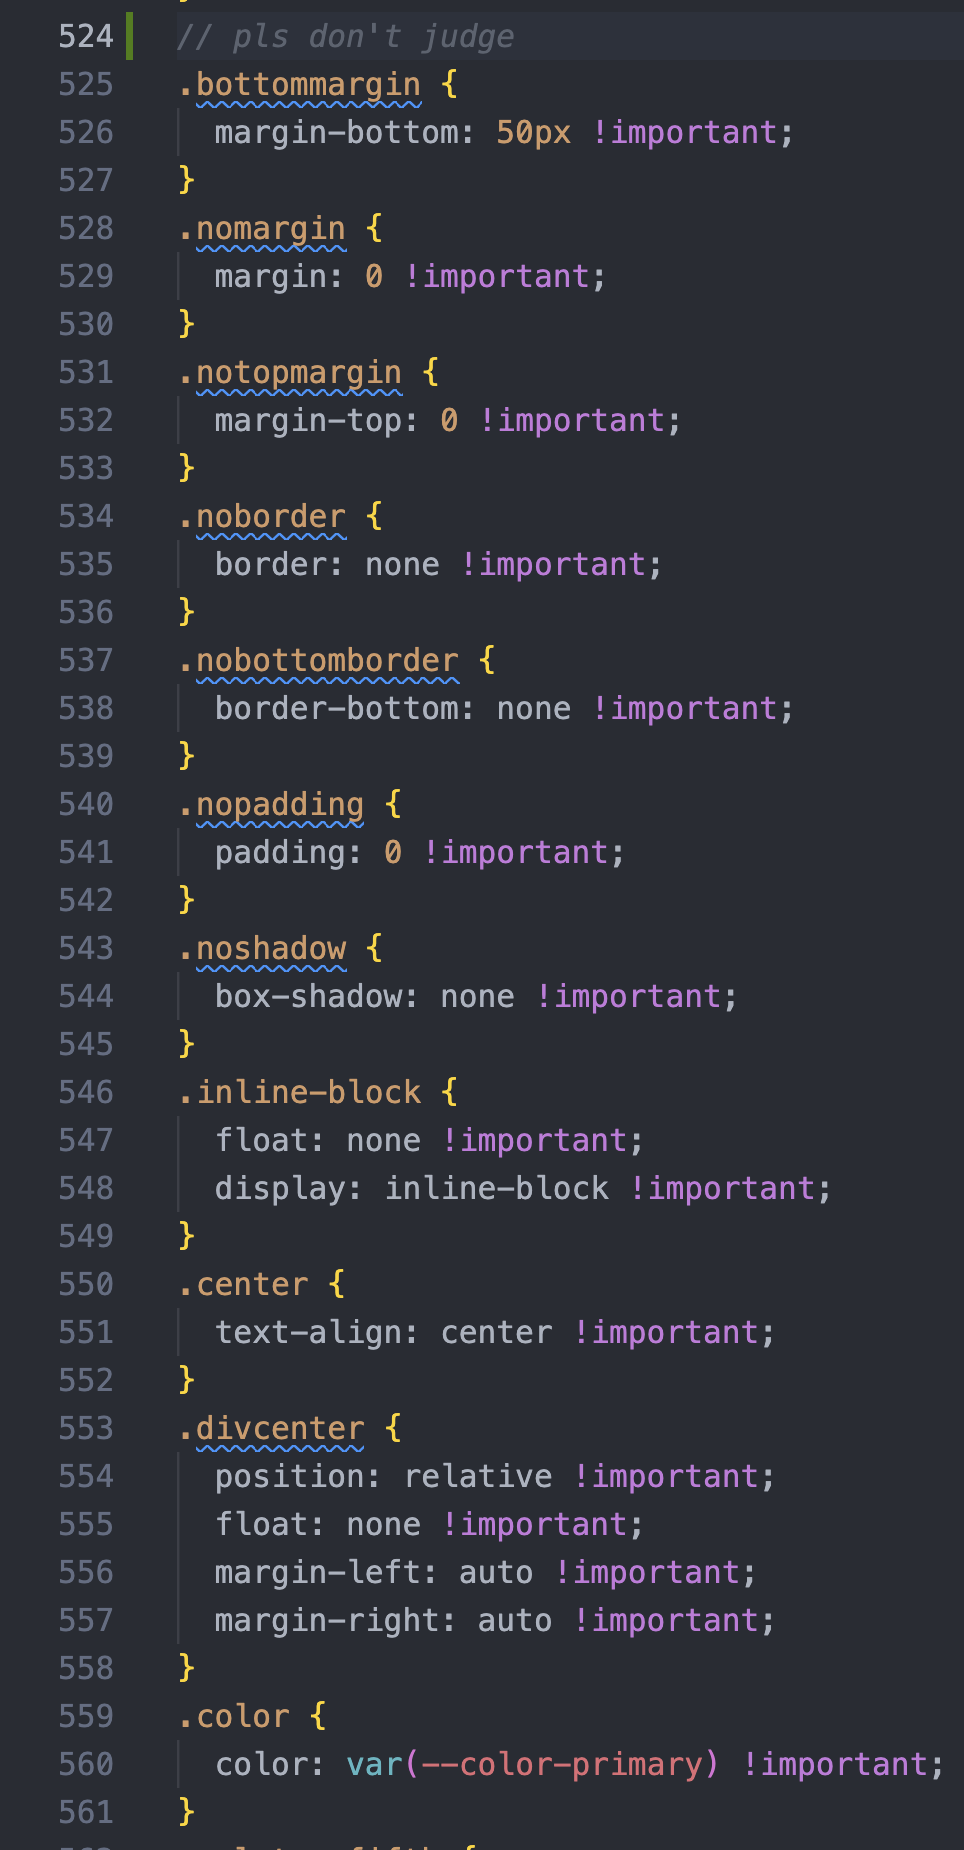 524 // pls don't judge
525 .bottommargin {
526 margin-bottom: 50px !important;
527 }
528 .nomargin {
529 margin: 0 !important;
530 }
531 .notopmargin {
532 margin-top: 0 !important;
533 }
534 .noborder {
535 border: none !important;
536 }
537 .nobottomborder {
538 border-bottom: none !important;
539 }
540 .nopadding {
541 padding: 0 !important;
542 }
543 .noshadow {
544 box-shadow: none !important;
545 }
546 .inline-block {
547 float: none !important;
548 display: inline-block !important;
549 }
550 .center {
551 text-align: center !important;
552 }
553 .divcenter {
554 position: relative !important;
555 float: none !important;
556 margin-left: auto !important;
557 margin-right: auto !important;
558 }
559 .color {
560 color: var(--color-primary) !important;
561 }